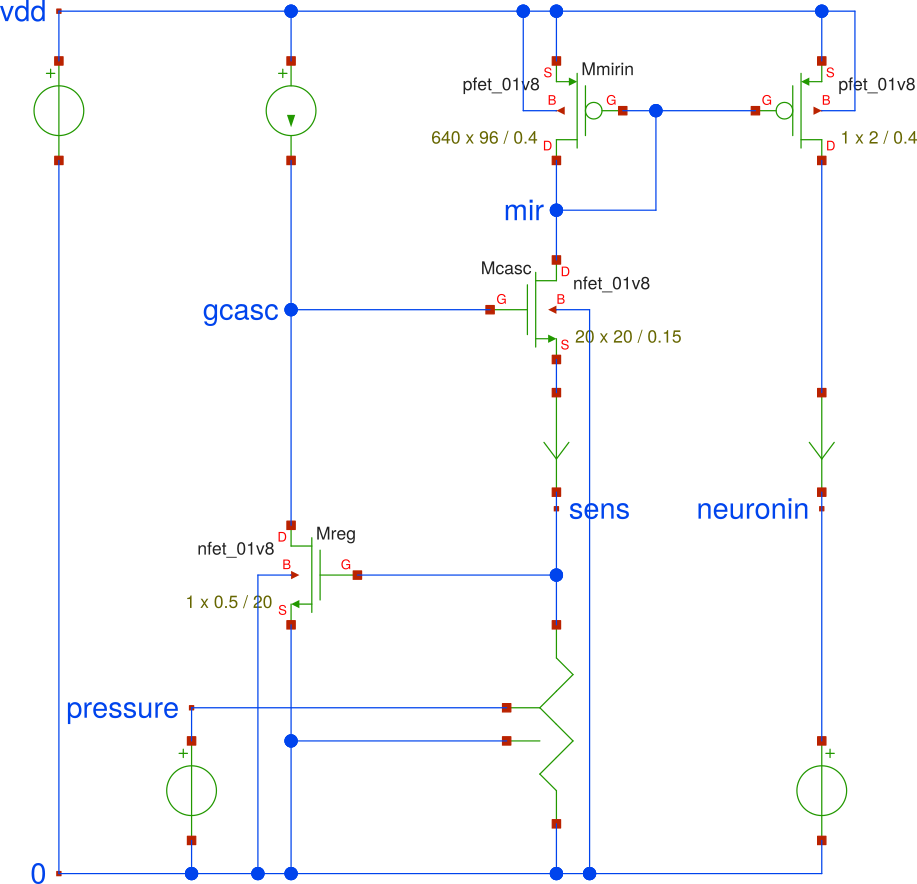 vdd
+
+
S
Mmirin
pfet_01v8
B
G
640 x 96 / 0.4
D
S
pfet_01v8
G
B
1 x 2 / 0.4
D
mir
Mcasc
D
nfet_01v8
gcasc
G
B
20 x 20 / 0.15
S
sens
neuronin
Mreg
D
nfet_01v8
B
G
1 x 0.5 / 20
S
pressure
+
+
0